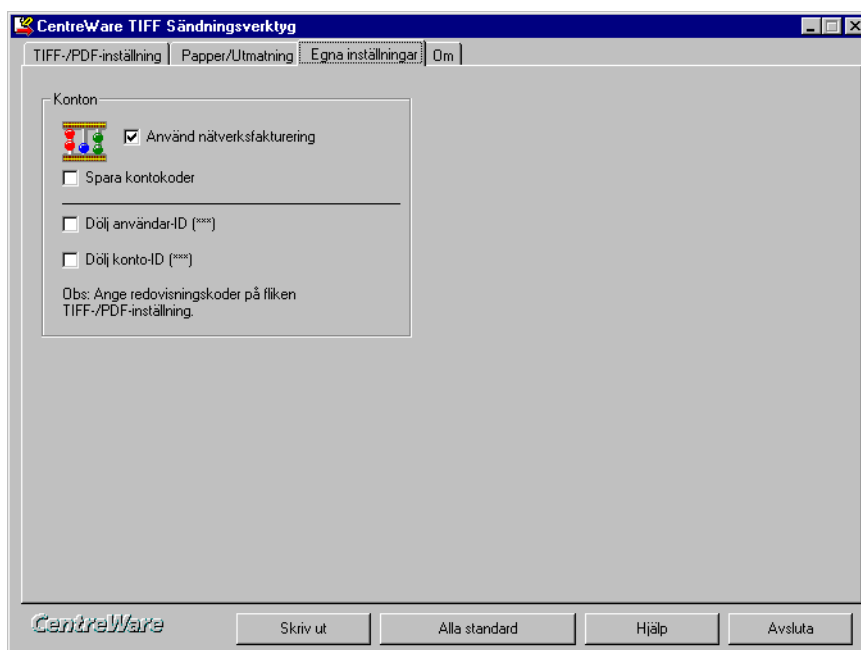 CentreWare TIFF Sändningsverktyg
TIFF-/PDF-inställning Papper/Utmatning Egna inställningar Om
Konton
Använd nätverksfakturering
Spara kontokoder
Dölj användar-ID (***)
Dölj konto-ID (***)
Obs: Ange redovisningskoder på fliken
TIFF-/PDF-inställning.
CentreWare Skriv ut Alla standard Hjälp Avsluta